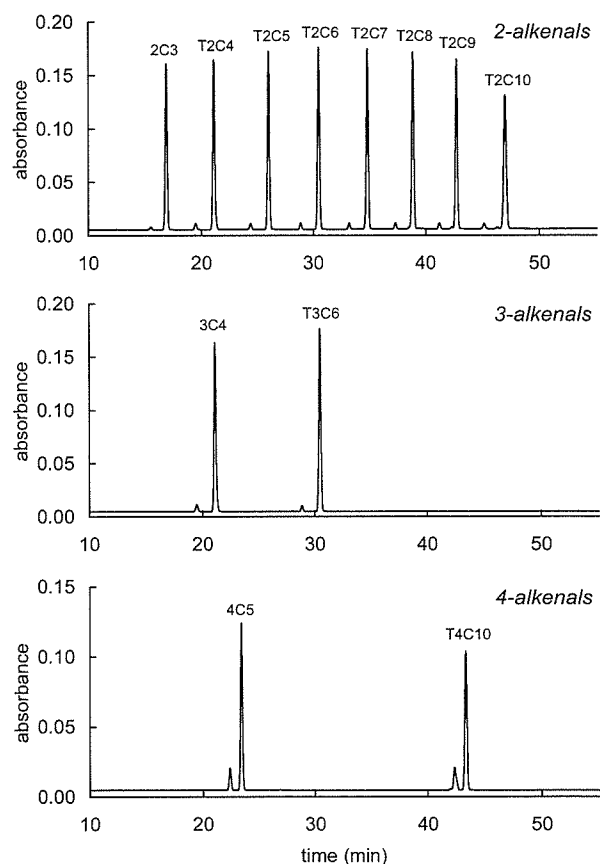 2-alkenals
2C3 T2C4 T2C5 T2C6 T2C7 T2C8 T2C9 T2C10
absorbance
0.20
0.15
0.10
0.05
0.00
10 20 30 40 50
3-alkenals
3C4 T3C6
absorbance
0.20
0.15
0.10
0.05
0.00
10 20 30 40 50
4-alkenals
4C5 T4C10
absorbance
0.15
0.10
0.05
0.00
10 20 30 40 50
time (min)